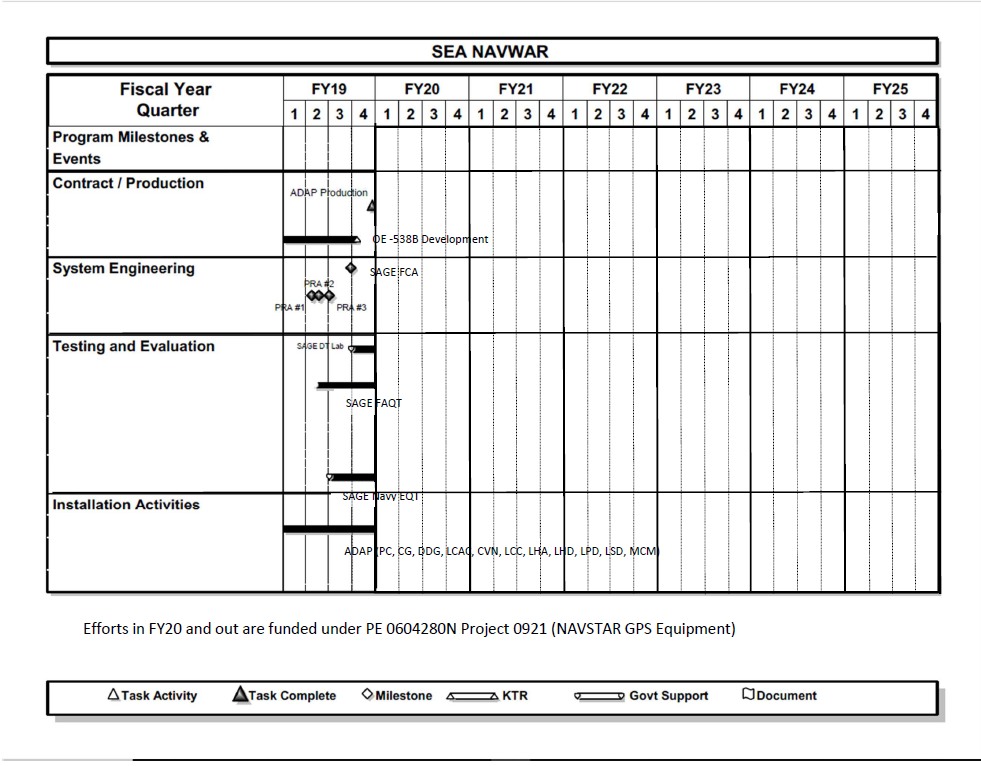 SEA NAVWAR
Fiscal Year FY19 FY20 FY21 FY22 FY23 FY24 FY25
Quarter 1 2 3 4 1 2 3 4 1 2 3 4 1 2 3 4 1 2 3 4 1 2 3 4 1 2 3 4
Program Milestones &
Events
Contract / Production
ADAP Production
OE -538B Development
System Engineering
SAGE FCA
PRA #2
PRA #1 PRA #3
Testing and Evaluation
SAGE DT Lab
SAGE FAQT
SAGE Navy EQT
Installation Activities
ADAP (PC, CG, DDG, LCAC, CVN, LCC, LHA, LHD, LPD, LSD, MCM)
Efforts in FY20 and out are funded under PE 0604280N Project 0921 (NAVSTAR GPS Equipment)
Task Activity Task Complete Milestone KTR Govt Support Document